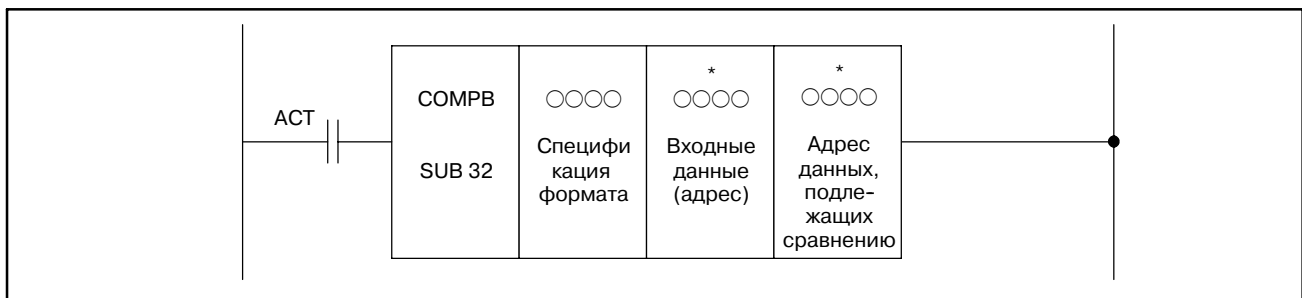 ACT
COMPB
SUB 32
○○○○
Специфи
кация
формата
*
○○○○
Входные
данные
(адрес)
*
○○○○
Адрес
данных,
подле-
жащих
сравнению